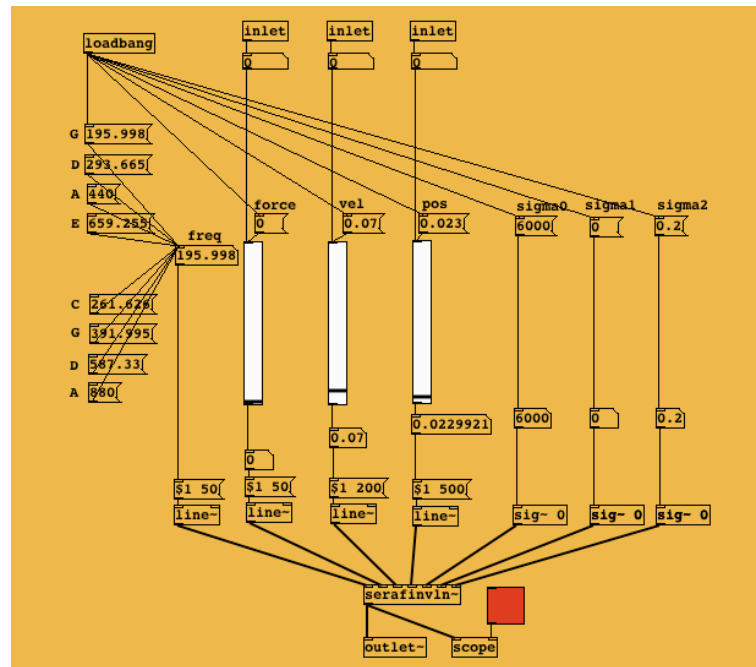 inlet inlet inlet
loadbang 0 0 0
G 195.998
D 293.665
A 440
force vel pos sigma0 sigma1 sigma2
E 659.255 0 0.07 0.023 6000 0 0.2
freq
195.998
C 261.626
G 391.995
D 587.33
A 880
0.07 0.0229921 6000 0 0.2
0
$1 50 $1 50 $1 200 $1 500
line~ line~ line~ line~ sig~ 0 sig~ 0 sig~ 0
serafinvln~
outlet~ scope